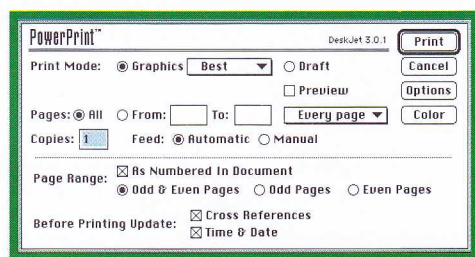 PowerPrint™ DeskJet 3.0.1 Print
Print Mode: Graphics Best Draft Cancel
Preview Options
Pages: All From: To: Every page Color
Copies: 1 Feed: Automatic Manual
Page Range: As Numbered In Document
Odd & Even Pages Odd Pages Even Pages
Before Printing Update: Cross References
Time & Date